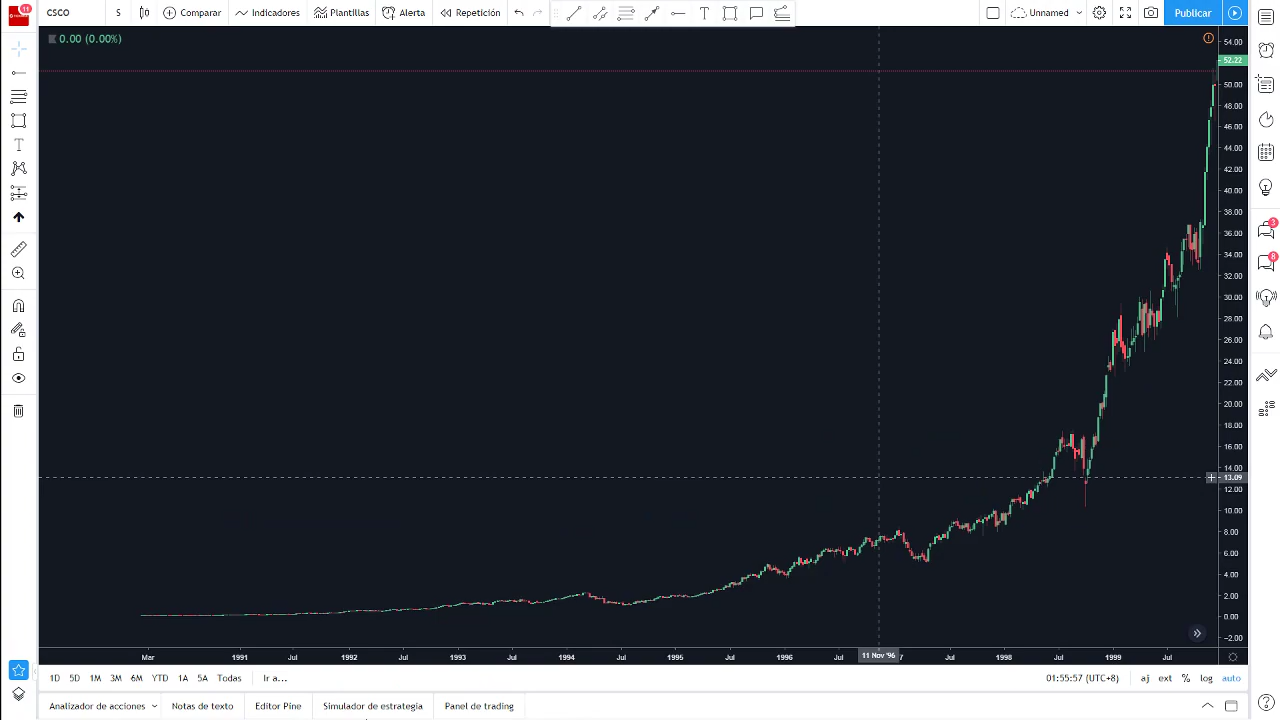 11
CSCO
S
Comparar
Indicadores
Plantillas
Alerta
Repetición
Unnamed
Publicar
0.00 (0.00%)
54.00
52.22
50.00
48.00
46.00
44.00
42.00
40.00
38.00
36.00
34.00
32.00
30.00
28.00
26.00
24.00
22.00
20.00
18.00
16.00
14.00
13.09
12.00
10.00
8.00
6.00
4.00
2.00
0.00
−2.00
3
8
Mar 1991 Jul 1992 Jul 1993 Jul 1994 Jul 1995 Jul 1996 Jul 11 Nov '96 7 Jul 1998 Jul 1999 Jul
1D 5D 1M 3M 6M YTD 1A 5A Todas Ir a...
01:55:57 (UTC+8) aj ext % log auto
Analizador de acciones Notas de texto Editor Pine Simulador de estrategia Panel de trading